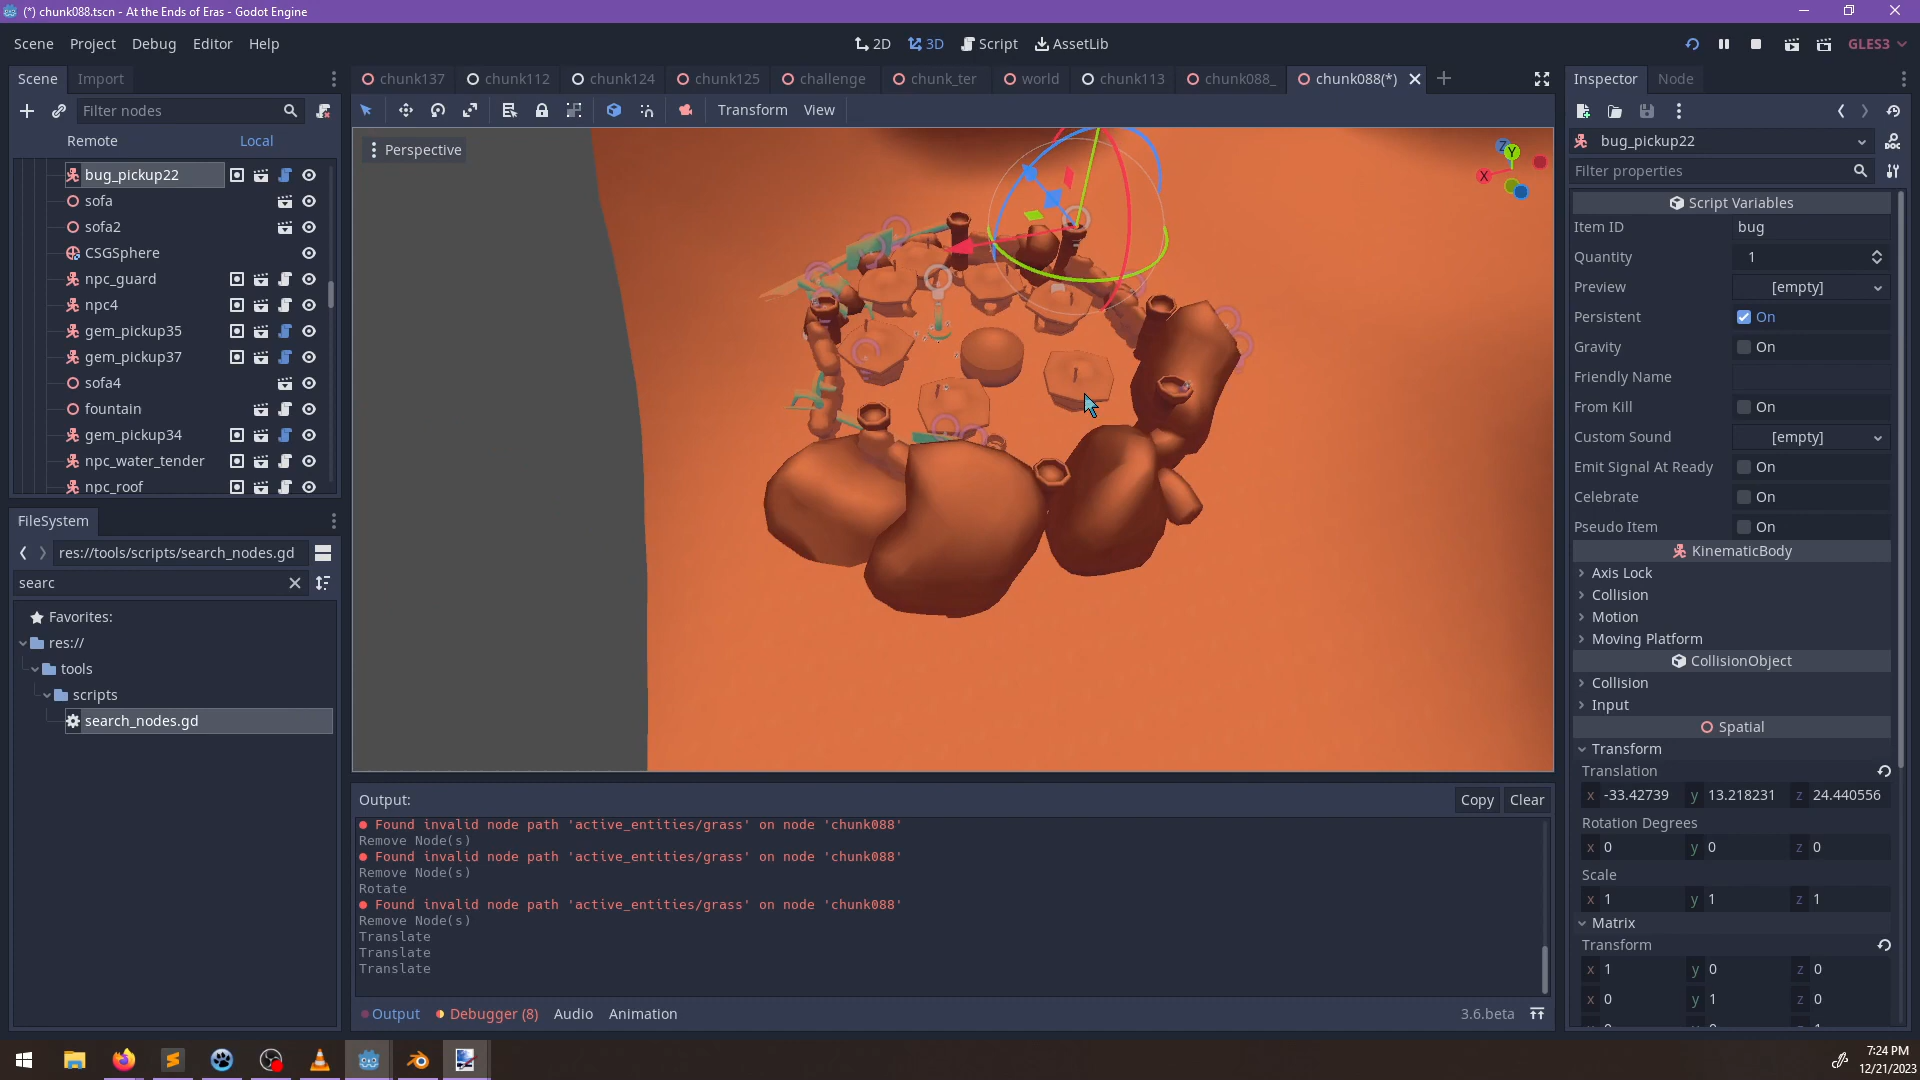 (*) chunk088.tscn - At the Ends of Eras - Godot Engine
Scene Project Debug Editor Help
2D 3D Script AssetLib
GLES3
Scene Import
chunk137 chunk112 chunk124 chunk125 challenge chunk_ter world chunk113 chunk088_ chunk088(*)
Inspector Node
Filter nodes
Transform View
Remote Local
Perspective
bug_pickup22
sofa
sofa2
CSGSphere
npc_guard
npc4
gem_pickup35
gem_pickup37
sofa4
fountain
gem_pickup34
npc_water_tender
npc_roof
FileSystem
res://tools/scripts/search_nodes.gd
searc
Favorites:
res://
tools
scripts
search_nodes.gd
Z Y
X
Output:
Copy Clear
Found invalid node path 'active_entities/grass' on node 'chunk088'
Remove Node(s)
Found invalid node path 'active_entities/grass' on node 'chunk088'
Remove Node(s)
Rotate
Found invalid node path 'active_entities/grass' on node 'chunk088'
Remove Node(s)
Translate
Translate
Translate
Output Debugger (8) Audio Animation
3.6.beta
bug_pickup22
Filter properties
Script Variables
Item ID bug
Quantity 1
Preview [empty]
Persistent On
Gravity On
Friendly Name
From Kill On
Custom Sound [empty]
Emit Signal At Ready On
Celebrate On
Pseudo Item On
KinematicBody
Axis Lock
Collision
Motion
Moving Platform
CollisionObject
Collision
Input
Spatial
Transform
Translation
x -33.42739 y 13.218231 z 24.440556
Rotation Degrees
x 0 y 0 z 0
Scale
x 1 y 1 z 1
Matrix
Transform
x 1 y 0 z 0
x 0 y 1 z 0
7:24 PM
12/21/2023